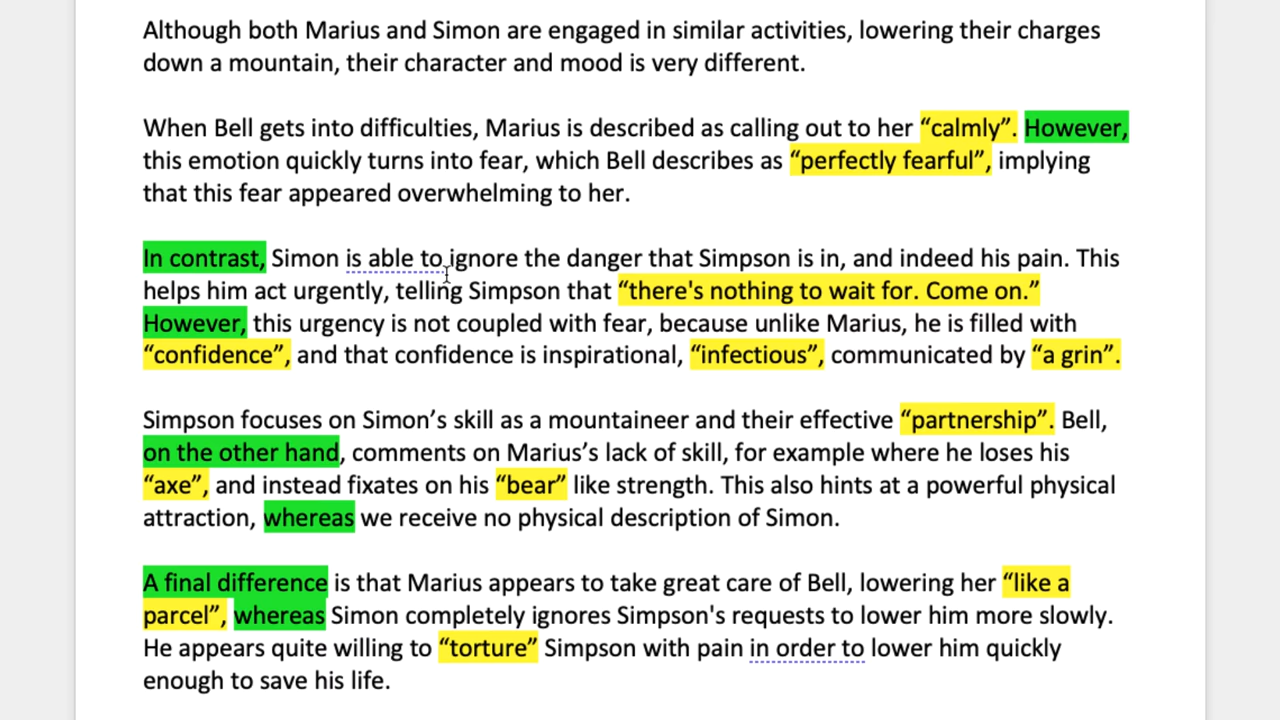 Although both Marius and Simon are engaged in similar activities, lowering their charges
down a mountain, their character and mood is very different.
When Bell gets into difficulties, Marius is described as calling out to her “calmly”. However,
this emotion quickly turns into fear, which Bell describes as “perfectly fearful”, implying
that this fear appeared overwhelming to her.
In contrast, Simon is able to ignore the danger that Simpson is in, and indeed his pain. This
helps him act urgently, telling Simpson that “there's nothing to wait for. Come on.”
However, this urgency is not coupled with fear, because unlike Marius, he is filled with
“confidence”, and that confidence is inspirational, “infectious”, communicated by “a grin”.
Simpson focuses on Simon’s skill as a mountaineer and their effective “partnership”. Bell,
on the other hand, comments on Marius’s lack of skill, for example where he loses his
“axe”, and instead fixates on his “bear” like strength. This also hints at a powerful physical
attraction, whereas we receive no physical description of Simon.
A final difference is that Marius appears to take great care of Bell, lowering her “like a
parcel”, whereas Simon completely ignores Simpson's requests to lower him more slowly.
He appears quite willing to “torture” Simpson with pain in order to lower him quickly
enough to save his life.